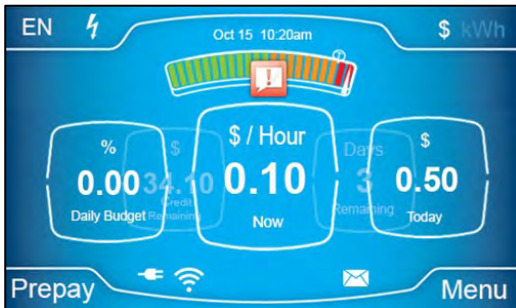 EN
$ kWh
Oct 15 10:20am
!
%
0.00
Daily Budget
$
34.10
Credit
Remaining
$ / Hour
0.10
Now
Days
3
Remaining
$
0.50
Today
Prepay
Menu